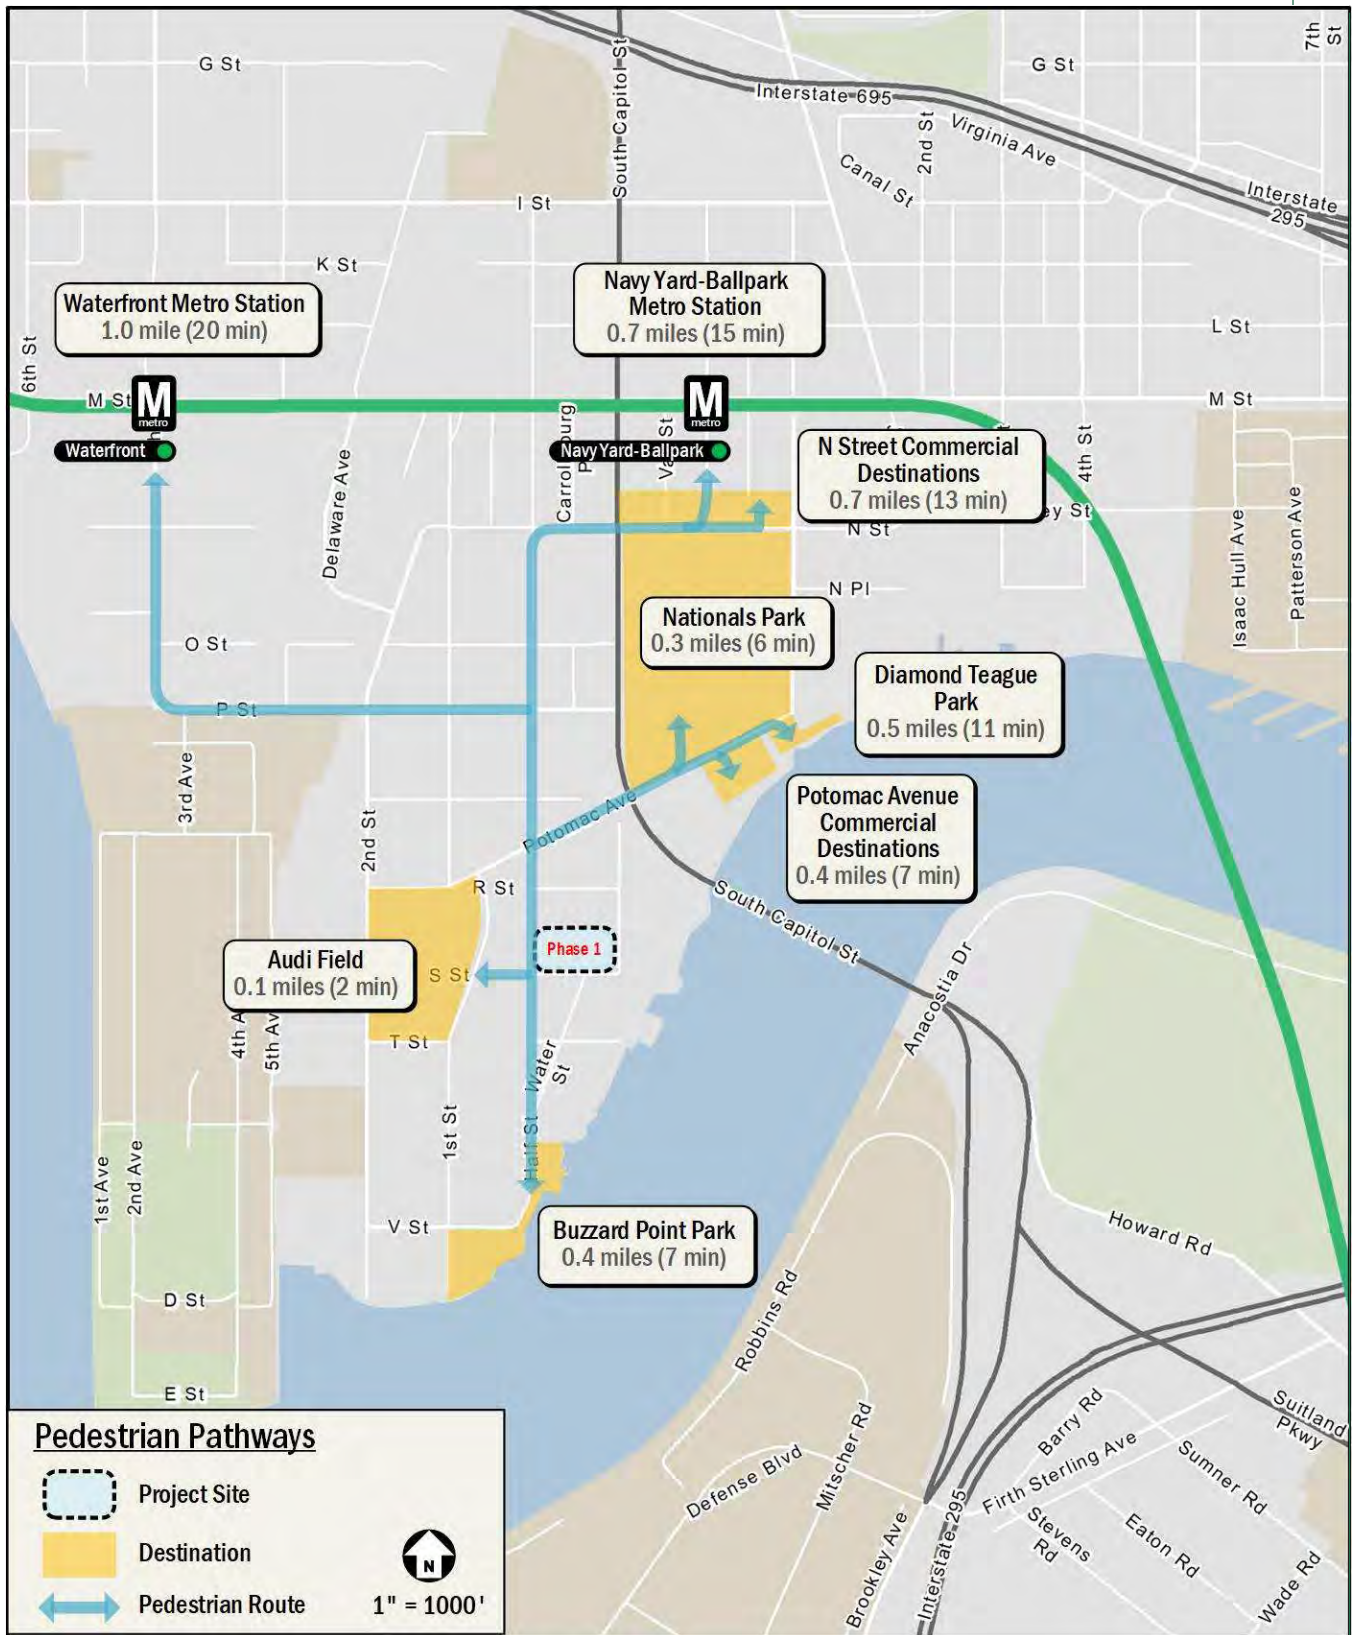 7th
St
G St
G St
South Capitol St
Interstate 695
Virginia Ave
2nd St
Canal St
Interstate
295
I St
K St
Waterfront Metro Station
1.0 mile (20 min)
Navy Yard-Ballpark
Metro Station
0.7 miles (15 min)
L St
6th St
M St
M
metro
M
metro
M St
Waterfront
Navy Yard-Ballpark
N Street Commercial
Destinations
0.7 miles (13 min)
4th St
Delaware Ave
N St
ey St
Isaac Hull Ave
Patterson Ave
N Pl
Nationals Park
0.3 miles (6 min)
O St
Diamond Teague
Park
0.5 miles (11 min)
P St
3rd Ave
Potomac Ave
Potomac Avenue
Commercial
Destinations
0.4 miles (7 min)
2nd St
R St
South Capitol St
Phase 1
Audi Field
0.1 miles (2 min)
S St
Anacostia Dr
4th A
5th Av
T St
Water
St
1st St
Half St
1st Ave
2nd Ave
V St
Buzzard Point Park
0.4 miles (7 min)
Howard Rd
D St
Robbins Rd
E St
Suitland
Pkwy
Barry Rd
Firth Sterling Ave
Sumner Rd
Mitscher Rd
Defense Blvd
Stevens
Rd
Eaton Rd
Wade Rd
Brookley Ave
Interstate 295
Pedestrian Pathways
Project Site
Destination
Pedestrian Route
N
1" = 1000'